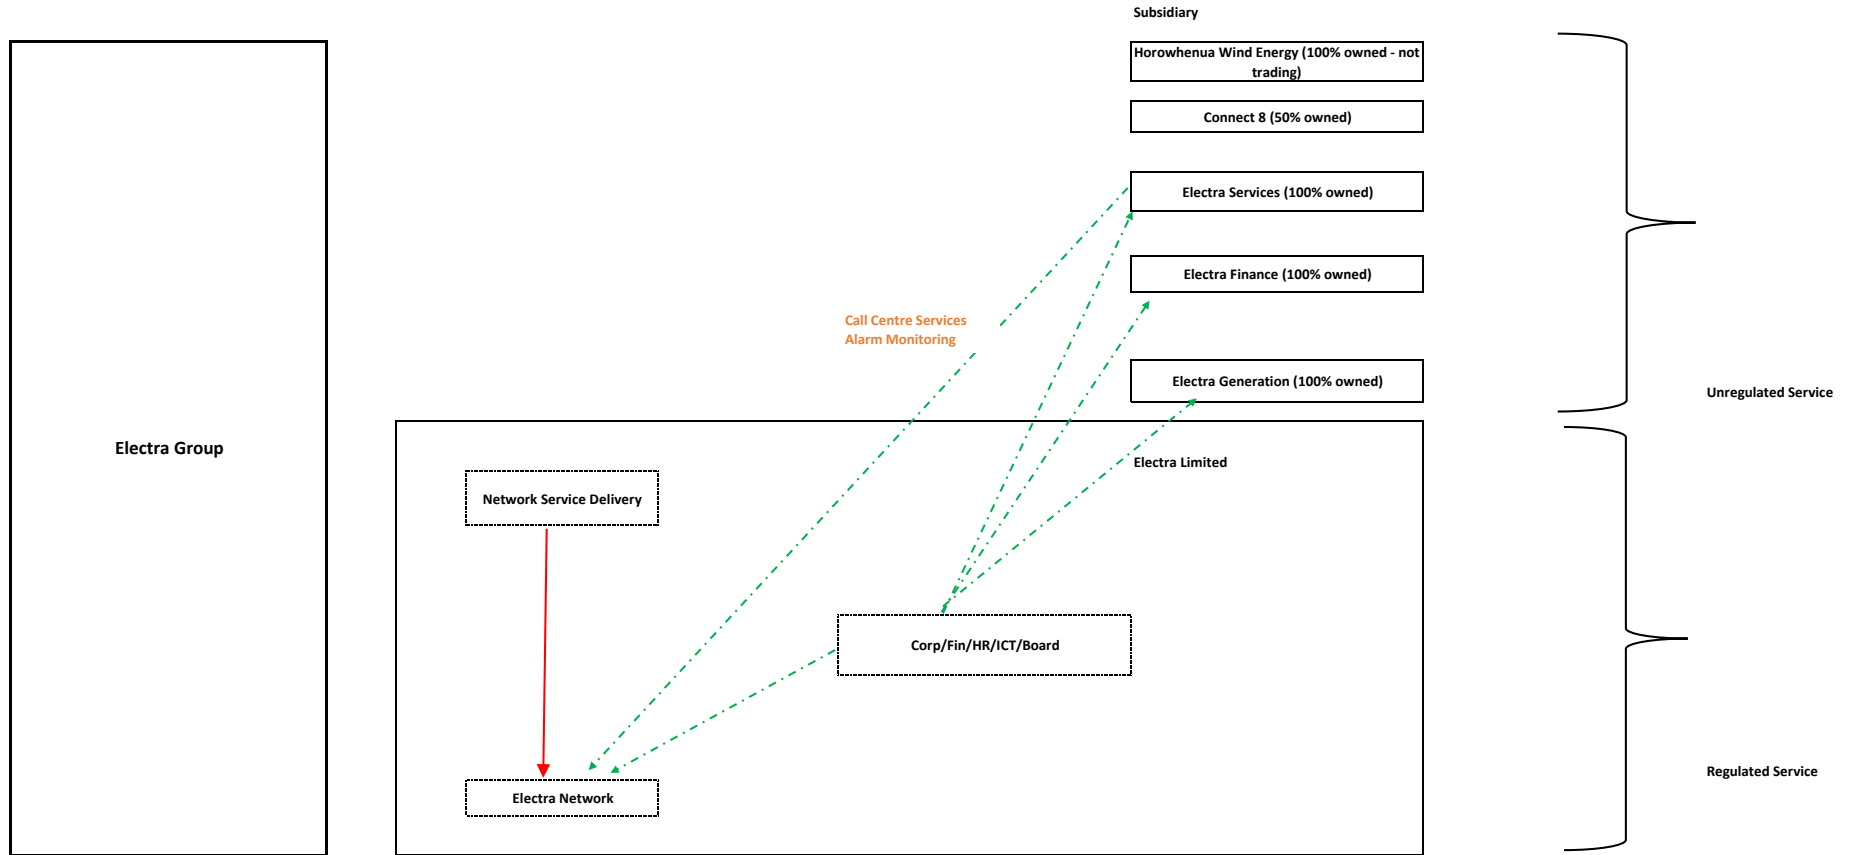 Subsidiary
Horowhenua Wind Energy (100% owned - not
trading)
Connect 8 (50% owned)
Electra Services (100% owned)
Electra Finance (100% owned)
Call Centre Services
Alarm Monitoring
Electra Generation (100% owned)
Unregulated Service
Electra Group
Electra Limited
Network Service Delivery
Corp/Fin/HR/ICT/Board
Regulated Service
Electra Network